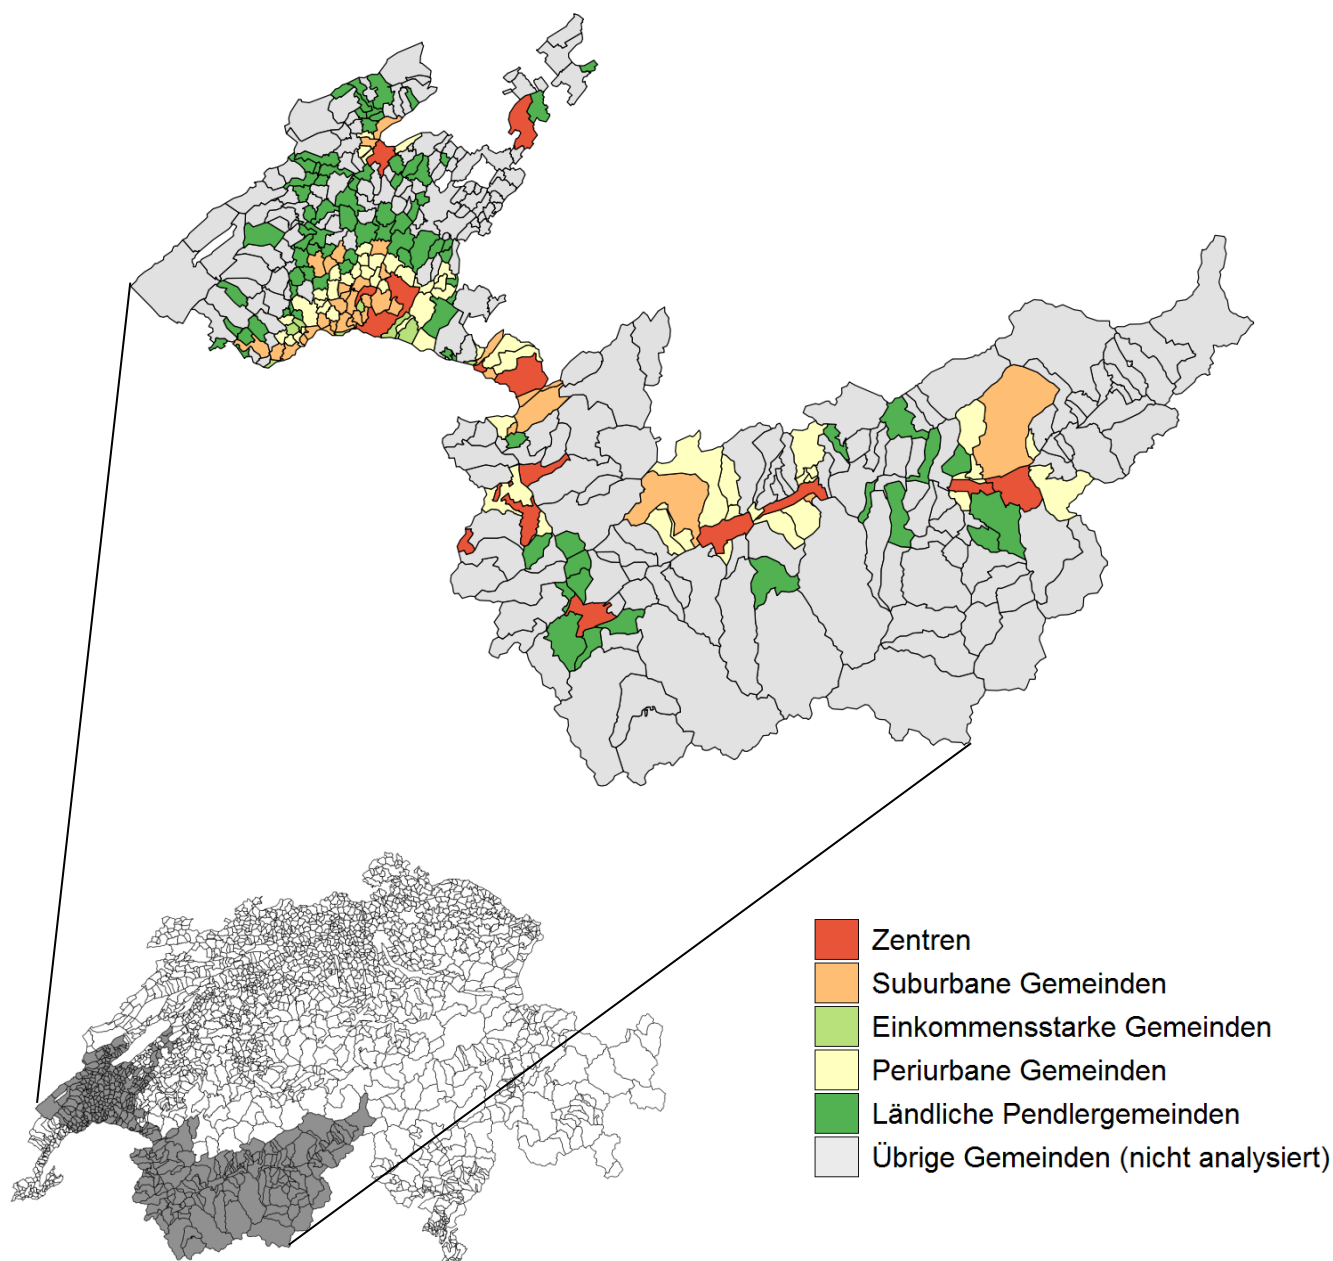 Zentren
Suburbane Gemeinden
Einkommensstarke Gemeinden
Periurbane Gemeinden
Ländliche Pendlergemeinden
Übrige Gemeinden (nicht analysiert)